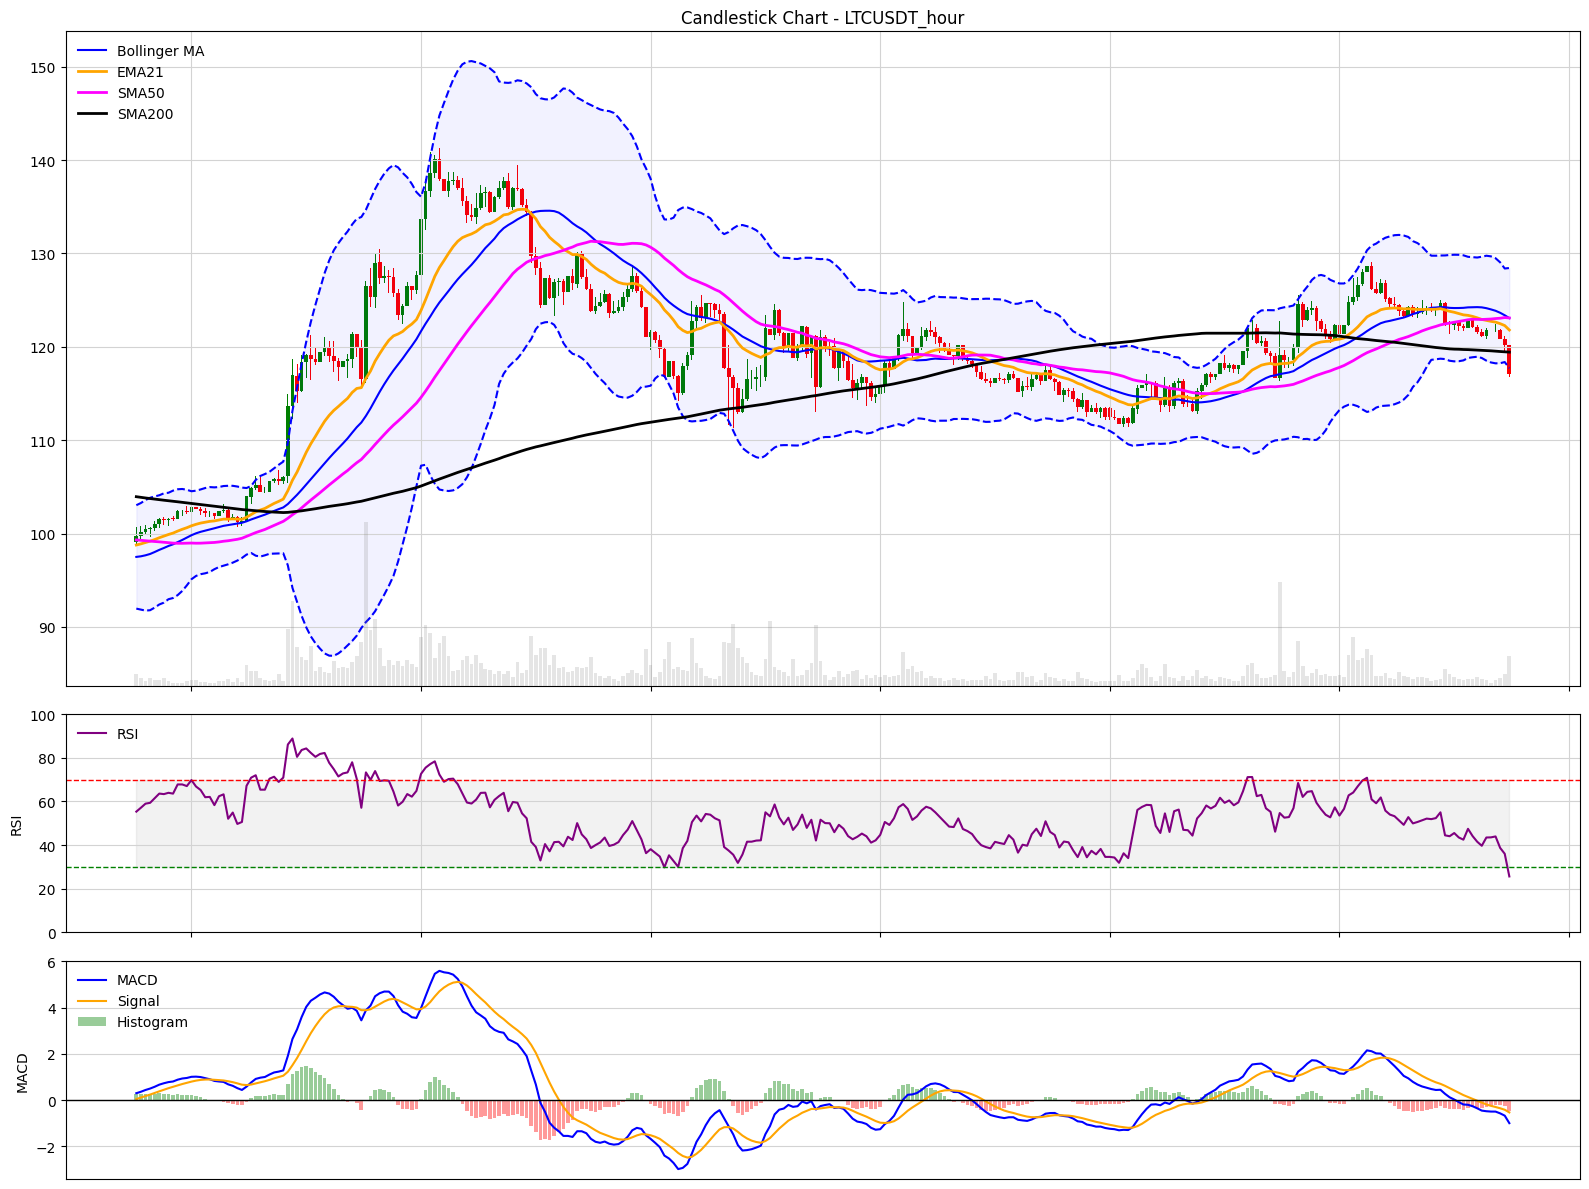 Candlestick Chart - LTCUSDT_hour
Bollinger MA
EMA21
SMA50
SMA200
150
140
130
120
110
100
90
RSI
100
80
60
40
20
0
RSI
MACD
Signal
Histogram
6
4
2
0
−2
MACD